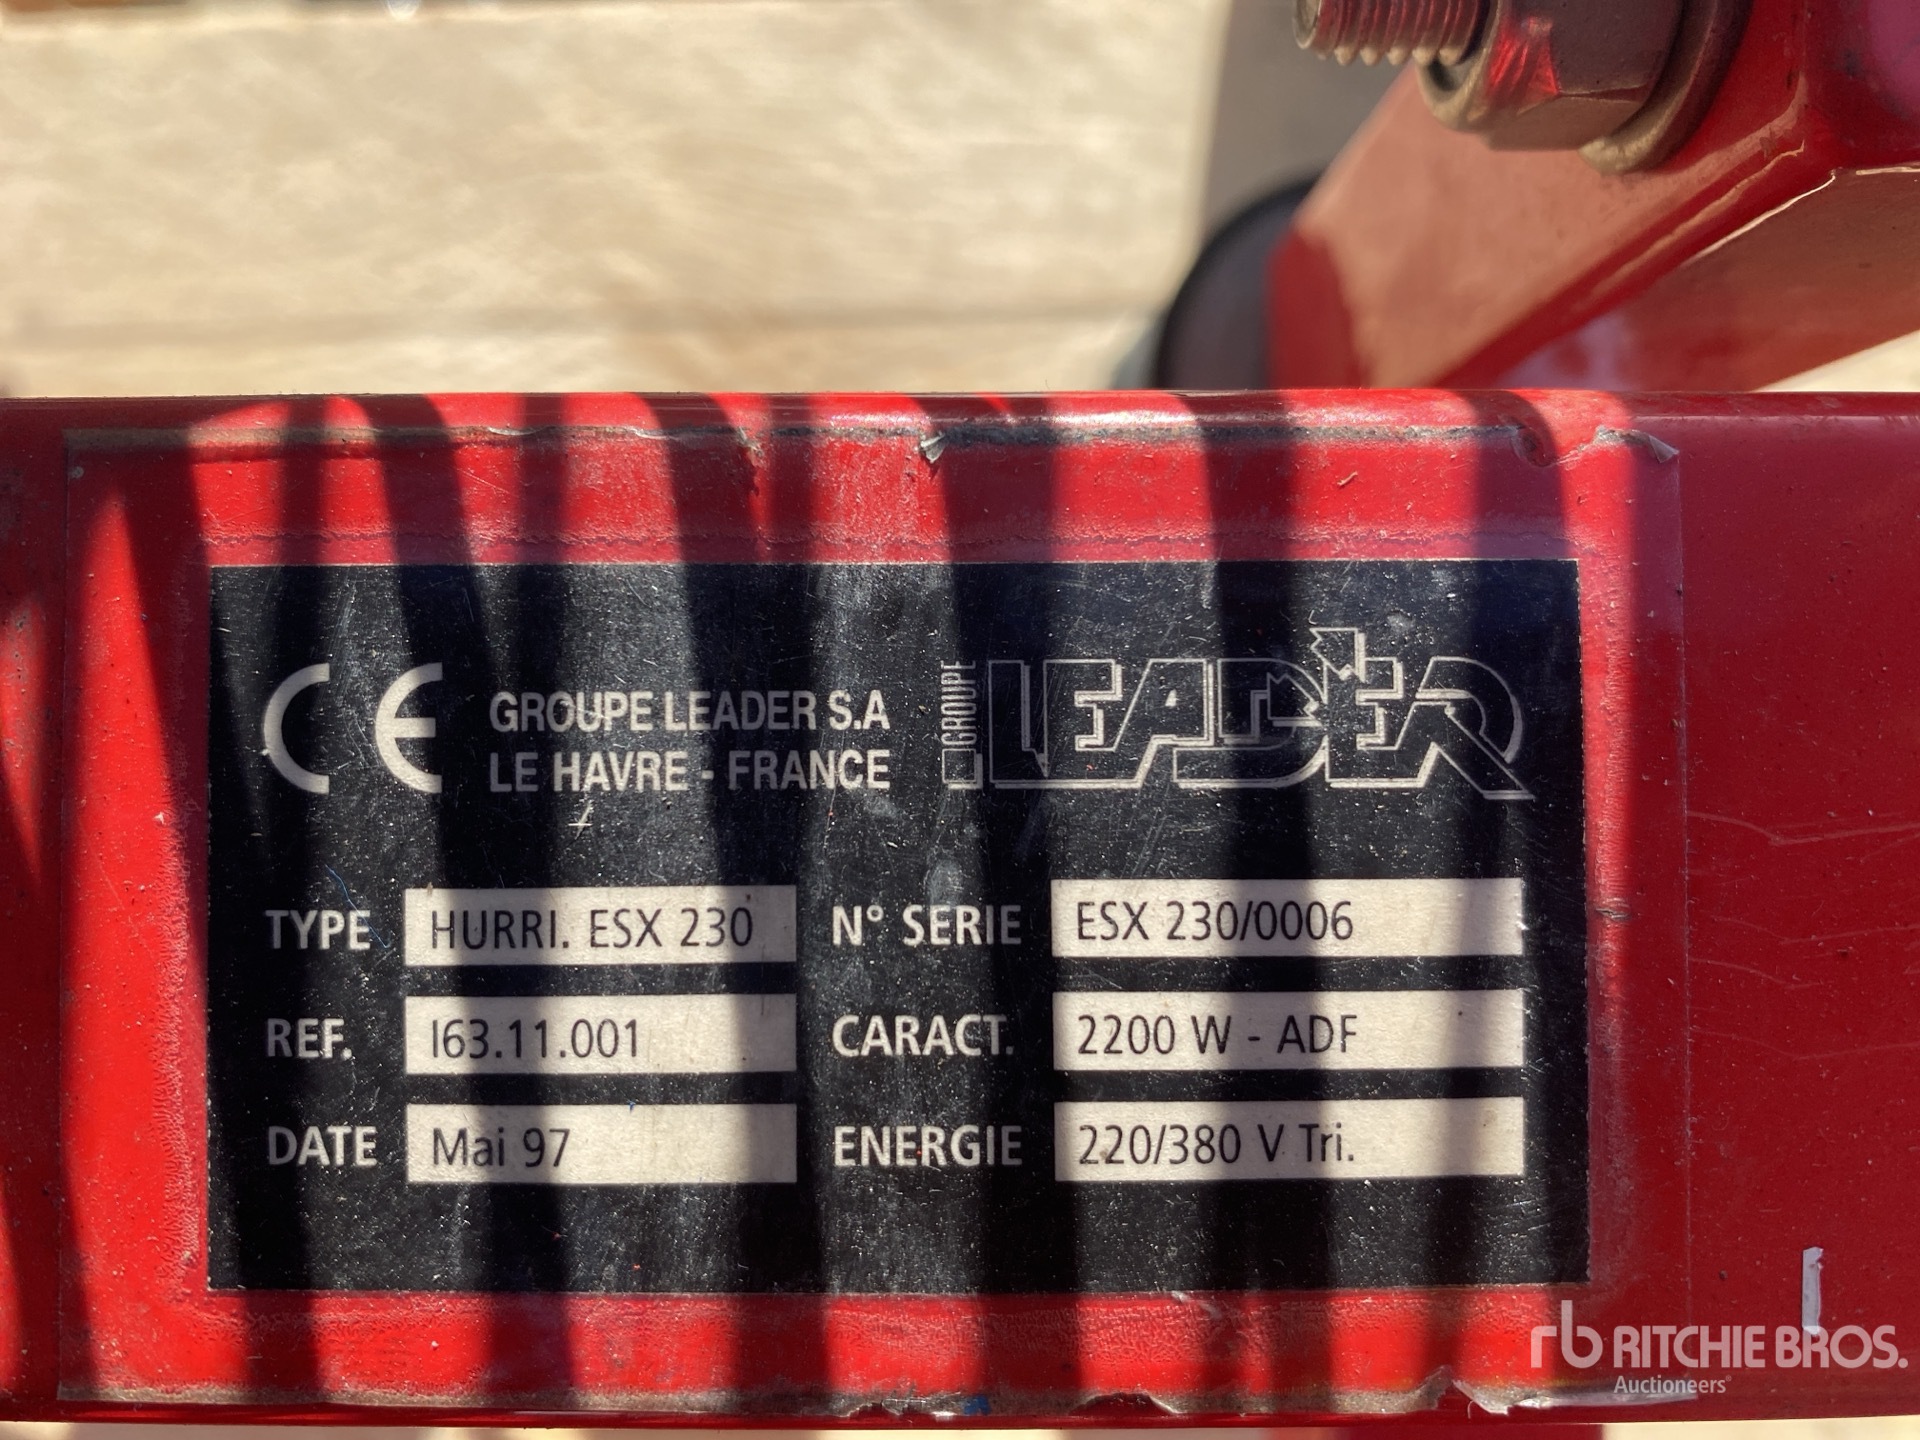 CE GROUPE LEADER S.A
LE HAVRE - FRANCE
GROUPE LEADER
TYPE HURRI. ESX 230 N° SERIE ESX 230/0006
REF. I63.11.001 CARACT. 2200 W - ADF
DATE Mai 97 ENERGIE 220/380 V Tri.
rb RITCHIE BROS.
Auctioneers